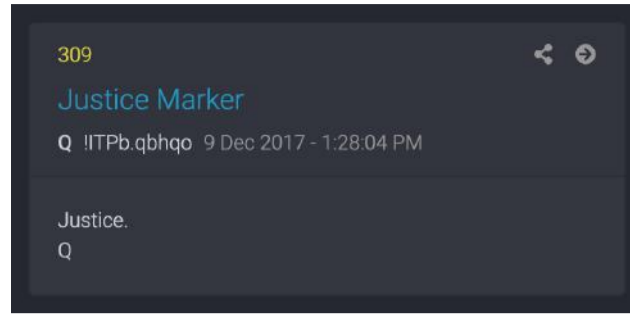 309
Justice Marker
Q !ITPb.qbhqo 9 Dec 2017 - 1:28:04 PM
Justice.
Q